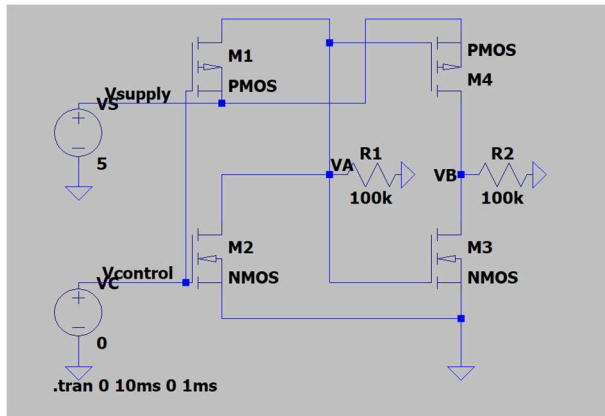 M1
PMOS
PMOS
M4
Vsupply
VS
5
VA
R1
100k
VB
R2
100k
M2
NMOS
M3
NMOS
Vcontrol
VC
0
.tran 0 10ms 0 1ms